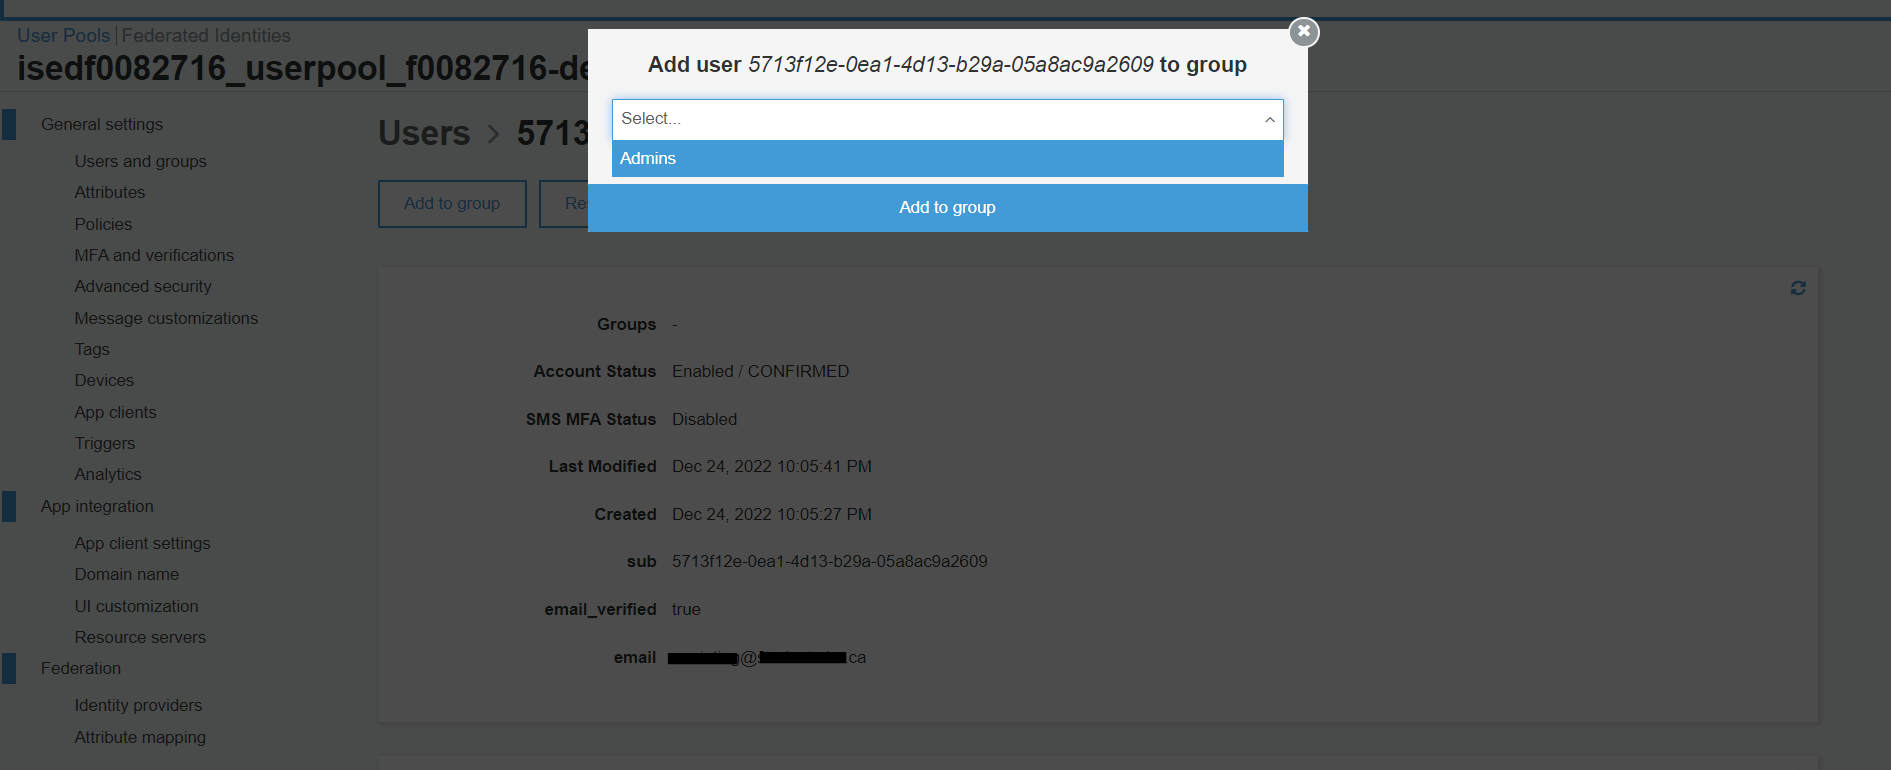 User Pools | Federated Identities
isedf0082716_userpool_f0082716-de
Add user 5713f12e-0ea1-4d13-b29a-05a8ac9a2609 to group
Select...
Admins
Add to group
General settings
Users and groups
Attributes
Policies
MFA and verifications
Advanced security
Message customizations
Tags
Devices
App clients
Triggers
Analytics
App integration
App client settings
Domain name
UI customization
Resource servers
Federation
Identity providers
Attribute mapping
Users > 5713
Add to group
Groups -
Account Status Enabled / CONFIRMED
SMS MFA Status Disabled
Last Modified Dec 24, 2022 10:05:41 PM
Created Dec 24, 2022 10:05:27 PM
sub 5713f12e-0ea1-4d13-b29a-05a8ac9a2609
email_verified true
email @ ca